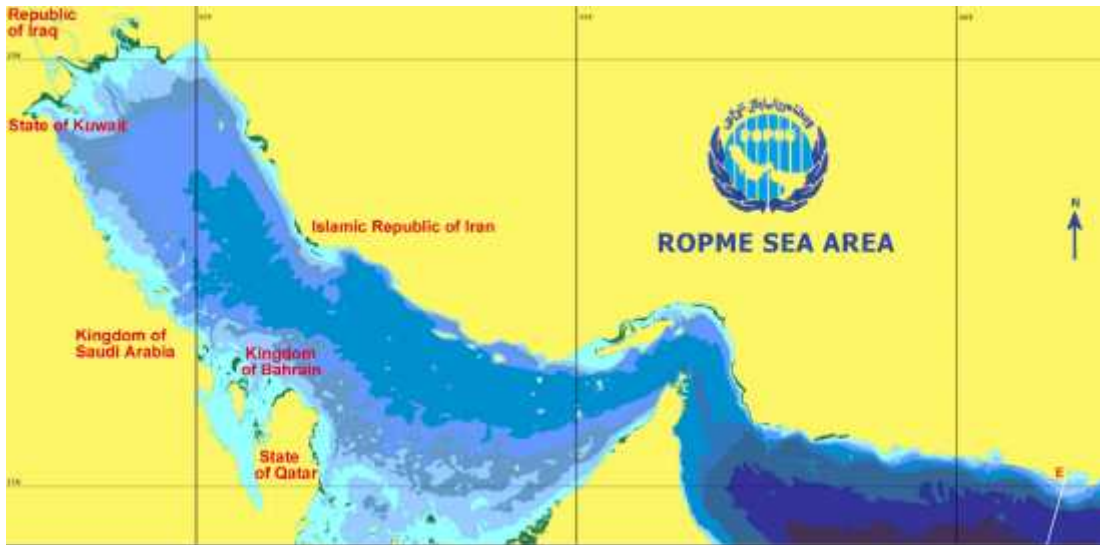 Republic
of Iraq
State of Kuwait
Islamic Republic of Iran
ROPME SEA AREA
N
Kingdom of
Saudi Arabia
Kingdom
of Bahrain
State
of Qatar
E